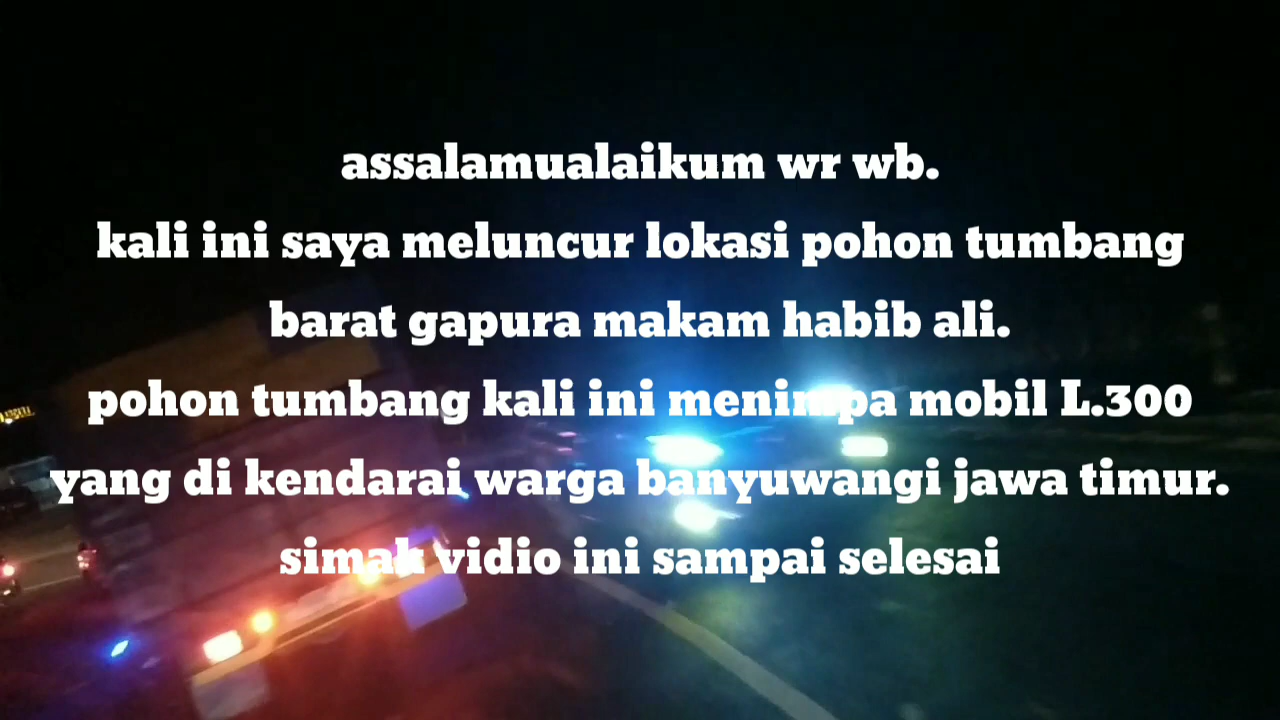 assalamualaikum wr wb.
kali ini saya meluncur lokasi pohon tumbang
barat gapura makam habib ali.
pohon tumbang kali ini menimpa mobil L.300
yang di kendarai warga banyuwangi jawa timur.
simak vidio ini sampai selesai